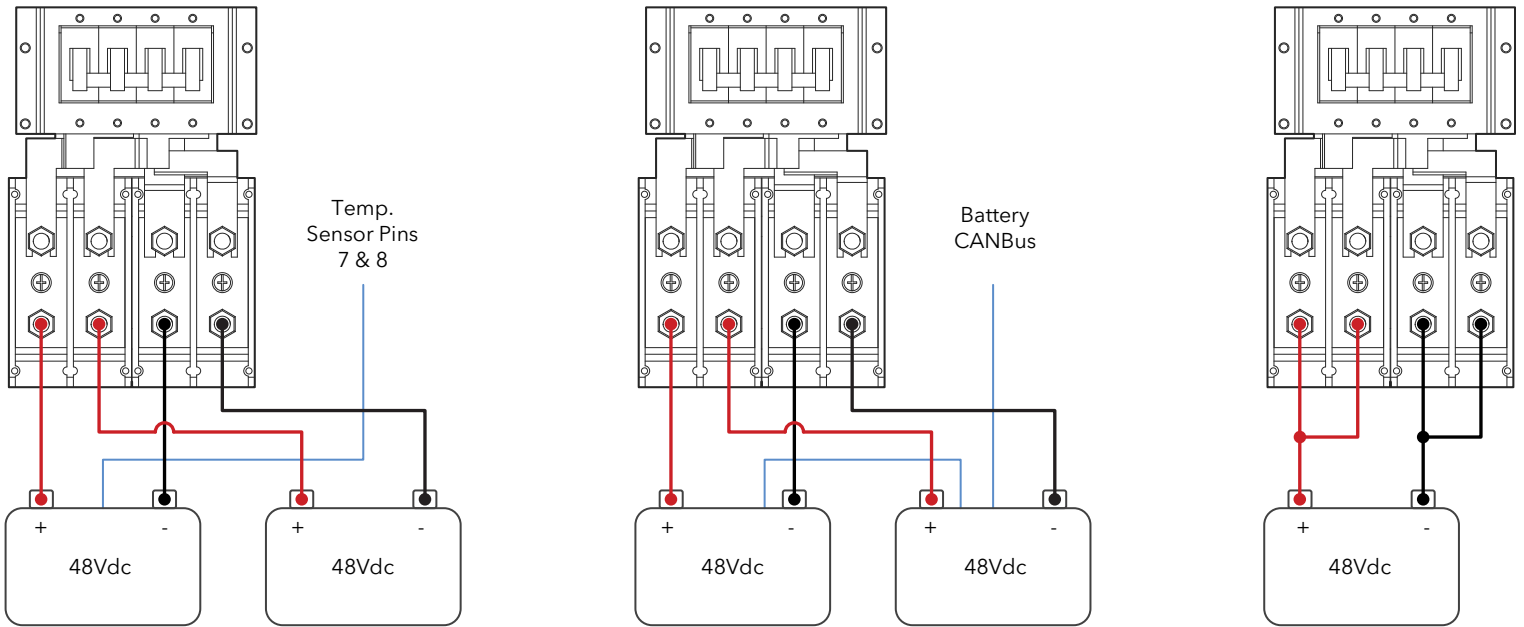 Temp.
Sensor Pins
7 & 8
+
-
48Vdc
+
-
48Vdc
Battery
CANBus
+
-
48Vdc
+
-
48Vdc
+
-
48Vdc